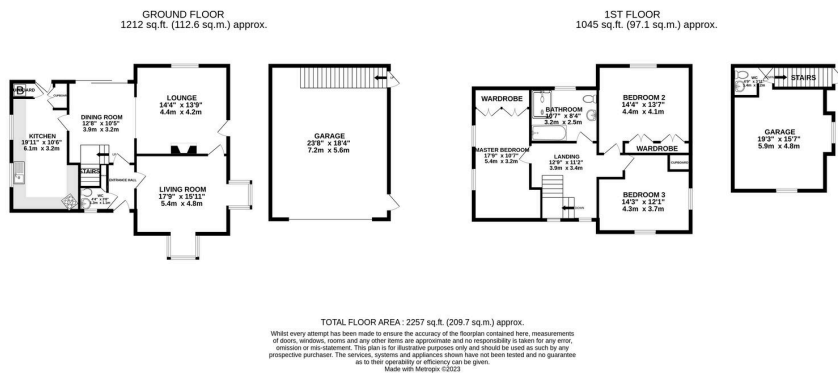 GROUND FLOOR
1212 sq.ft. (112.6 sq.m.) approx.
1ST FLOOR
1045 sq.ft. (97.1 sq.m.) approx.
CUPBOARD
KITCHEN
19'11" x 10'6"
6.1m x 3.2m
DINING ROOM
12'8" x 10'5"
3.9m x 3.2m
LOUNGE
14'4" x 13'9"
4.4m x 4.2m
STAIRS
ENTRANCE HALL
WC
LIVING ROOM
17'9" x 15'11"
5.4m x 4.8m
GARAGE
23'8" x 18'4"
7.2m x 5.6m
WARDROBE
BATHROOM
10'7" x 8'4"
3.2m x 2.5m
BEDROOM 2
14'4" x 13'7"
4.4m x 4.1m
MASTER BEDROOM
17'9" x 10'7"
5.4m x 3.2m
LANDING
12'9" x 11'2"
3.9m x 3.4m
WARDROBE
CUPBOARD
BEDROOM 3
14'3" x 12'1"
4.3m x 3.7m
WC
STAIRS
GARAGE
19'3" x 15'7"
5.9m x 4.8m
TOTAL FLOOR AREA : 2257 sq.ft. (209.7 sq.m.) approx.
Whilst every attempt has been made to ensure the accuracy of the floorplan contained here, measurements
of doors, windows, rooms and any other items are approximate and no responsibility is taken for any error,
omission or mis-statement. This plan is for illustrative purposes only and should be used as such by any
prospective purchaser. The services, systems and appliances shown have not been tested and no guarantee
as to their operability or efficiency can be given.
Made with Metropix ©2023